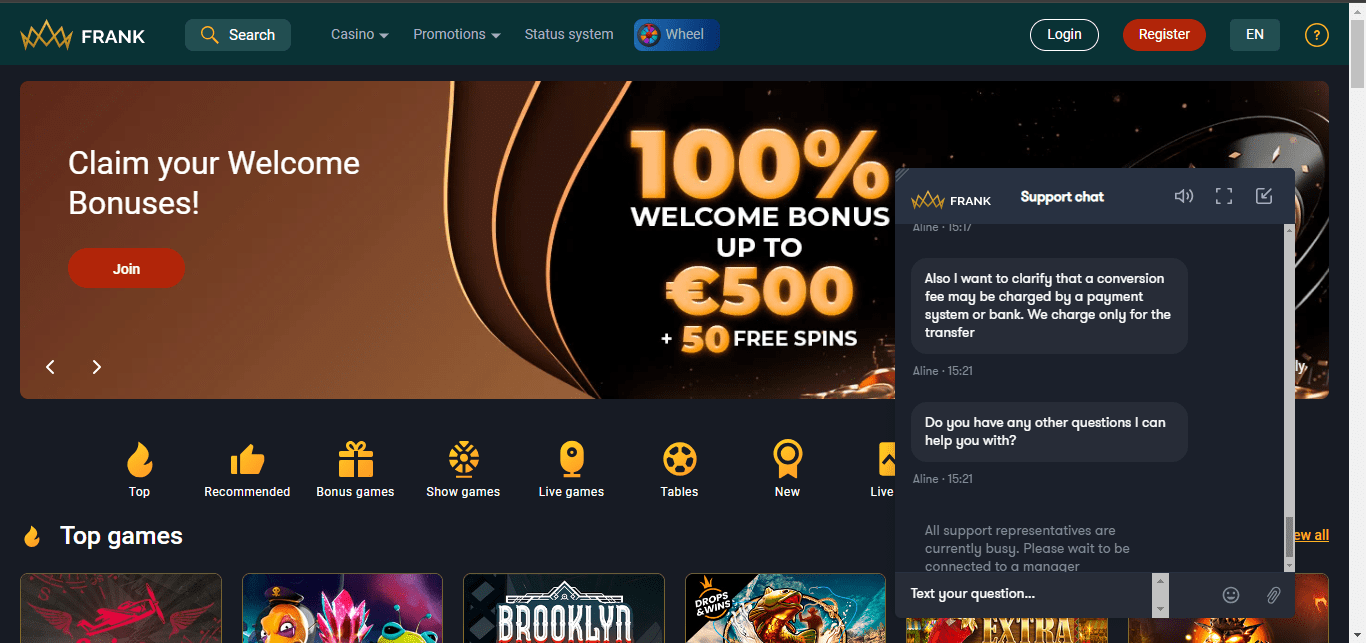 FRANK
Search
Casino
Promotions
Status system
Wheel
Login
Register
EN
?
Claim your Welcome
Bonuses!
Join
100%
WELCOME BONUS
UP TO
€500
+ 50 FREE SPINS
ly
FRANK
Support chat
Aline · 15:17
Also I want to clarify that a conversion
fee may be charged by a payment
system or bank. We charge only for the
transfer
Aline · 15:21
Do you have any other questions I can
help you with?
Aline · 15:21
All support representatives are
currently busy. Please wait to be
connected to a manager
Text your question...
Top
Recommended
Bonus games
Show games
Live games
Tables
New
Live
Top games
ew all
BROOKLYN
DROPS
&WINS
EXTRA